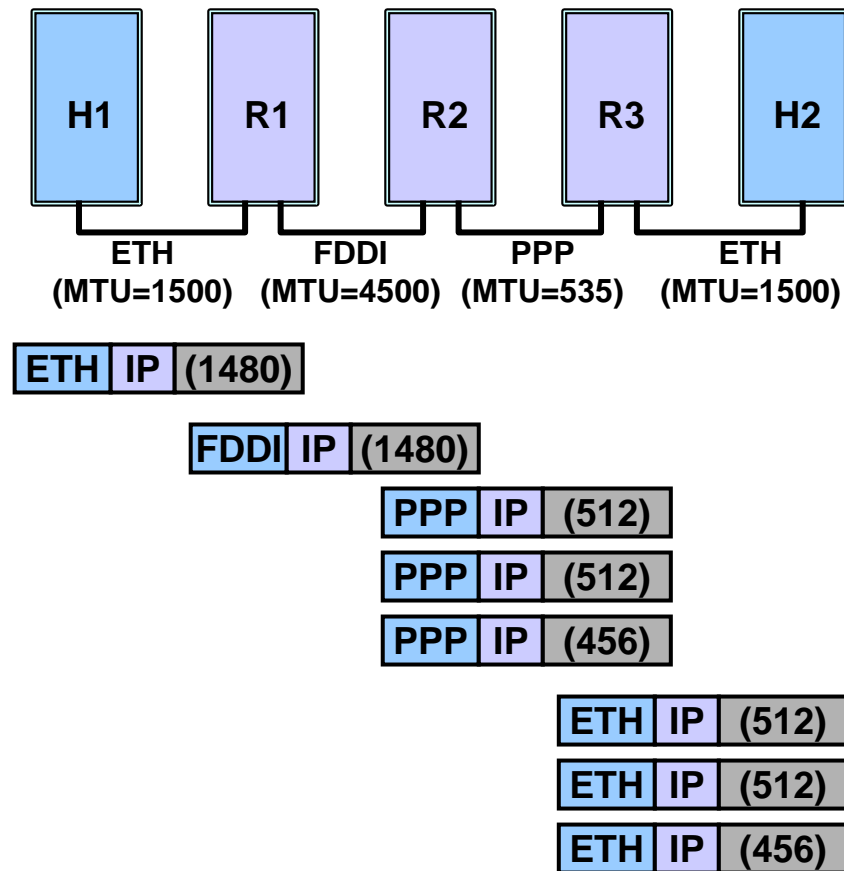 H1 R1 R2 R3 H2
ETH FDDI PPP ETH
(MTU=1500) (MTU=4500) (MTU=535) (MTU=1500)
ETH IP (1480)
FDDI IP (1480)
PPP IP (512)
PPP IP (512)
PPP IP (456)
ETH IP (512)
ETH IP (512)
ETH IP (456)